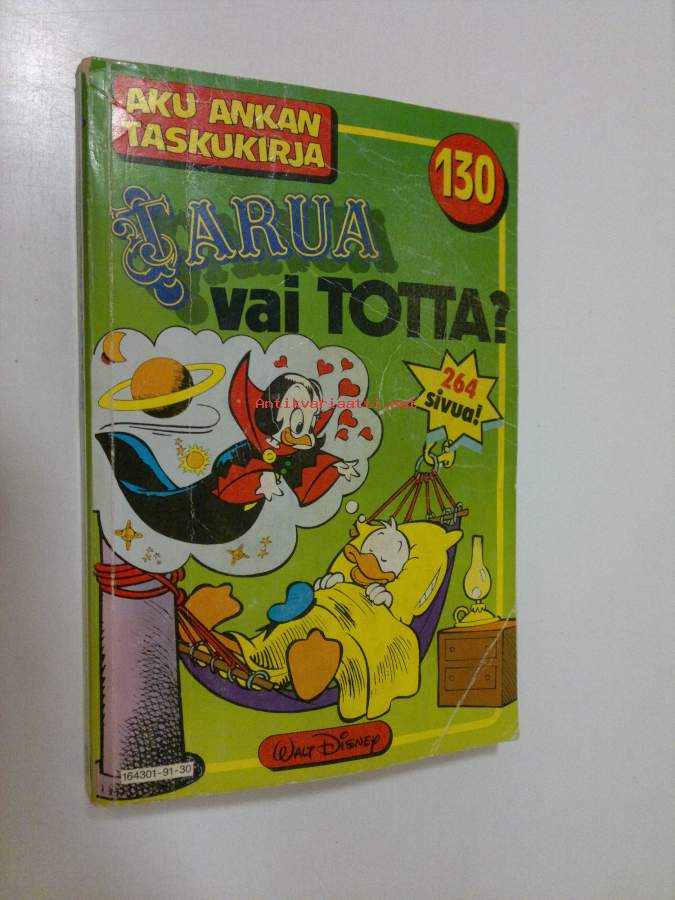 AKU ANKAN
TASKUKIRJA
130
TARUA
vai TOTTA?
264
sivua!
Antikvariaatti.net
WALT DISNEY
164301-91-30